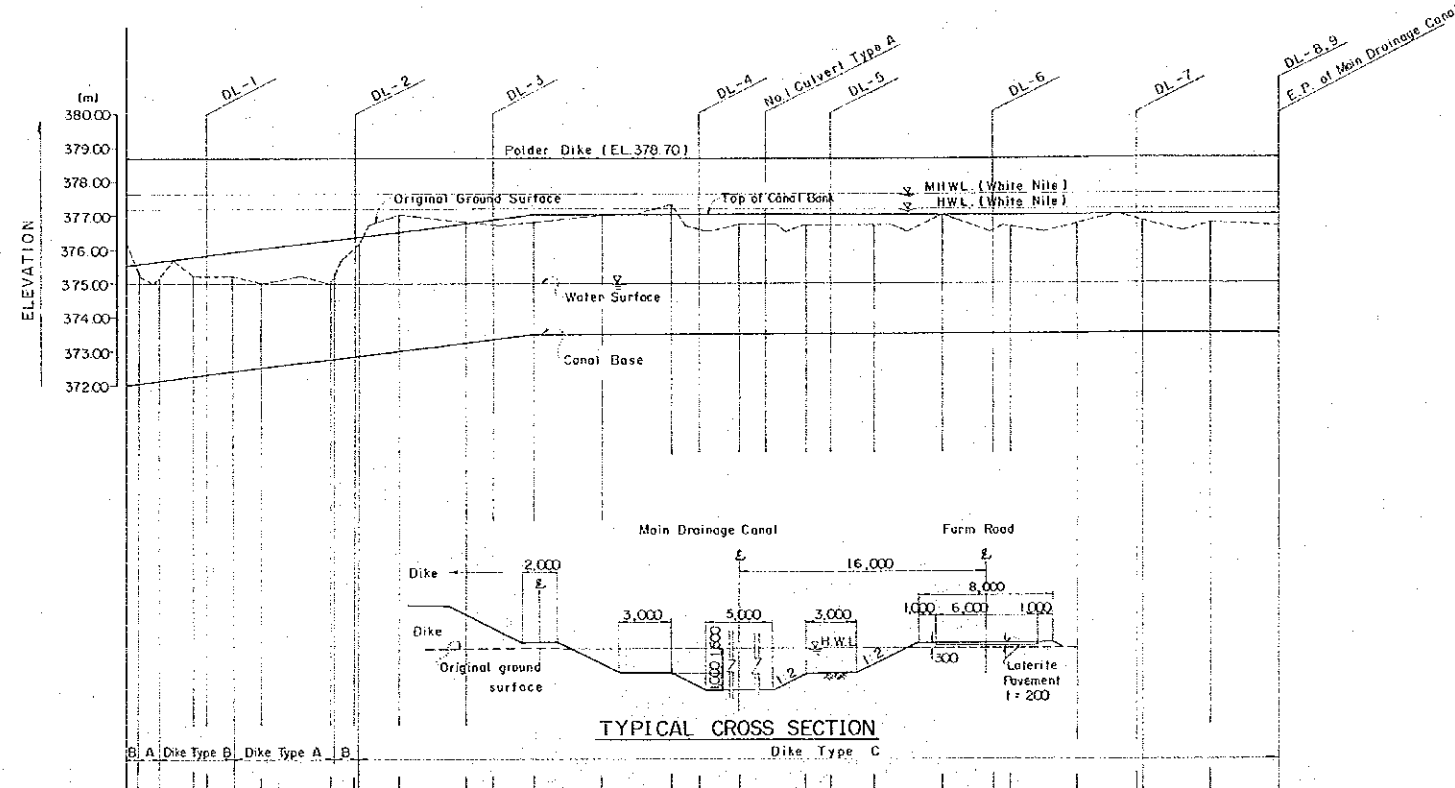 DL-1
DL-2
DL-3
DL-4
No.1 Culvert Type A
DL-5
DL-6
DL-7
DL-8,9
E.P. of Main Drainage Canal
(m)
380.00
379.00
378.00
377.00
376.00
375.00
374.00
373.00
372.00
ELEVATION
Polder Dike (EL.378.70)
MHWL. (White Nile)
Original Ground Surface
Top of Canal Bank
HWL. (White Nile)
Water Surface
Canal Base
Main Drainage Canal
Farm Road
16,000
Dike
2,000
8,000
3,000
5,000
3,000
1,000
6,000
1,000
Dike
H.W.L
Original ground
surface
1:2
1:2
300
Laterite
Pavement
t = 200
TYPICAL CROSS SECTION
B A Dike Type B Dike Type A B
Dike Type C